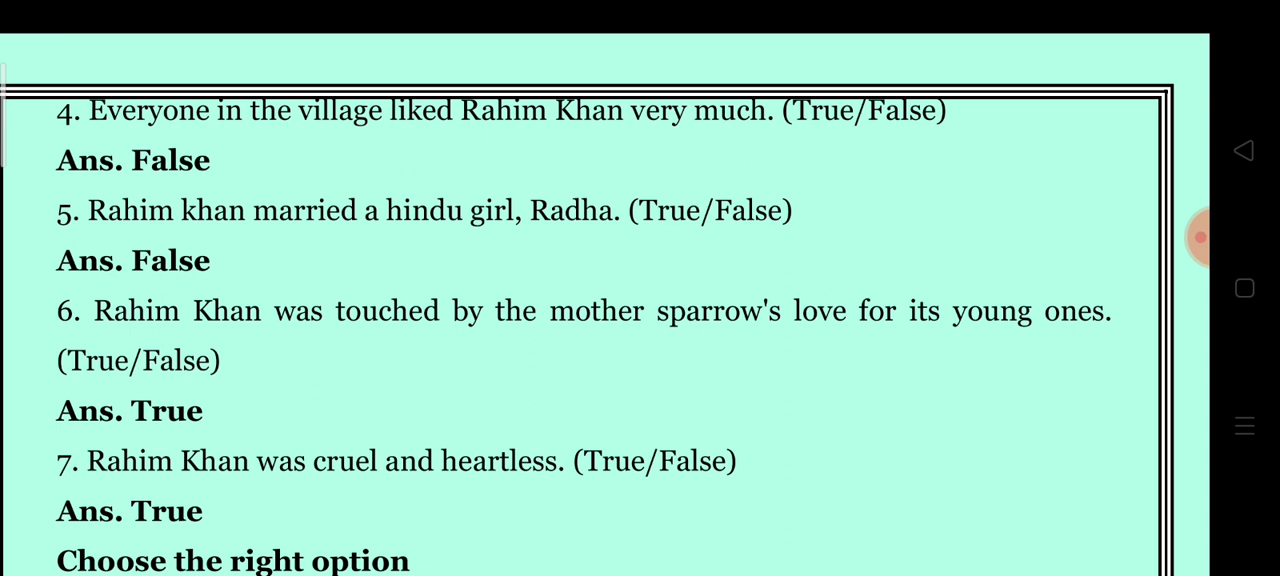 4. Everyone in the village liked Rahim Khan very much. (True/False)
Ans. False
5. Rahim khan married a hindu girl, Radha. (True/False)
Ans. False
6. Rahim Khan was touched by the mother sparrow's love for its young ones.
(True/False)
Ans. True
7. Rahim Khan was cruel and heartless. (True/False)
Ans. True
Choose the right option